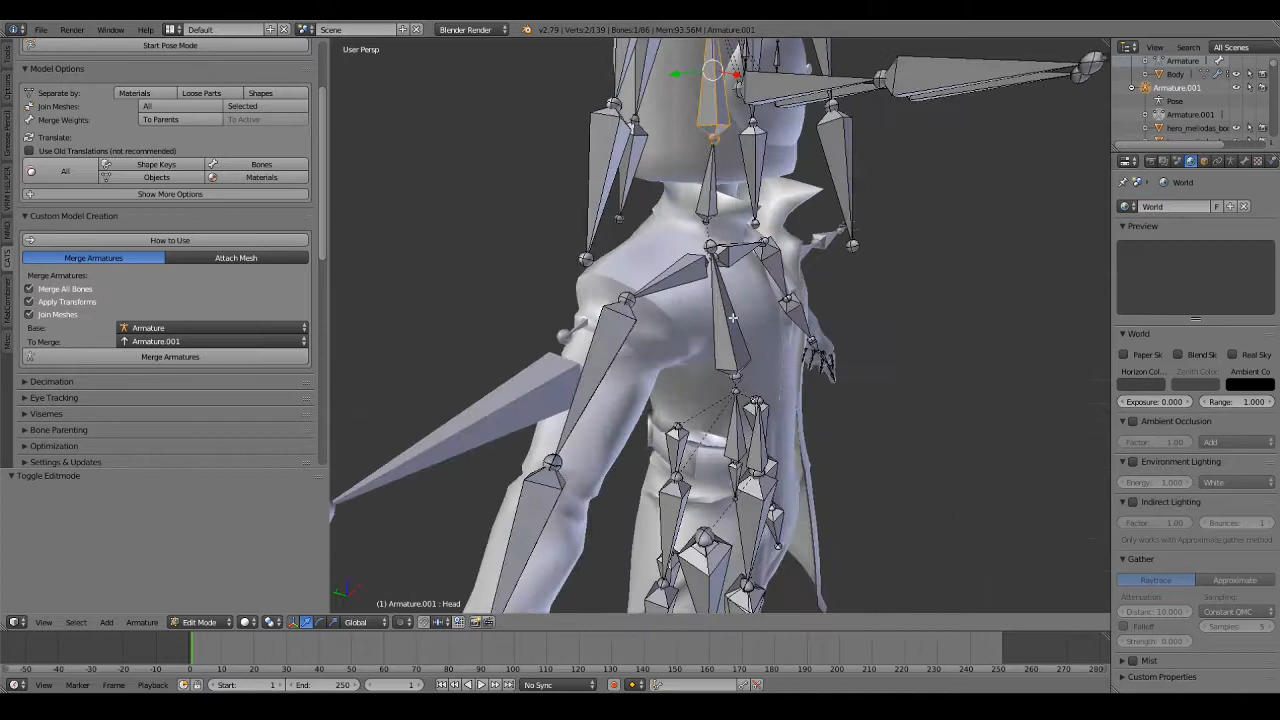 File Render Window Help Default Scene Blender Render v2.79 | Verts:2/139 | Bones:1/86 | Mem:93.56M | Armature.001
Start Pose Mode
Model Options
Separate by: Materials Loose Parts Shapes
Join Meshes: All Selected
Merge Weights: To Parents To Active
Translate:
Use Old Translations (not recommended)
All Shape Keys Bones
Objects Materials
Show More Options
Custom Model Creation
How to Use
Merge Armatures Attach Mesh
Merge Armatures:
Merge All Bones
Apply Transforms
Join Meshes
Base: Armature
To Merge: Armature.001
Merge Armatures
Decimation
Eye Tracking
Visemes
Bone Parenting
Optimization
Settings & Updates
Toggle Editmode
Tools
Options
Grease Pencil
VRM HELPER
MMD
CATS
MatCombiner
Misc
User Persp
(1) Armature.001 : Head
View Select Add Armature Edit Mode Global
-50 -40 -30 -20 -10 0 10 20 30 40 50 60 70 80 90 100 110 120 130 140 150 160 170 180 190 200 210 220 230 240 250 260 270 280
View Marker Frame Playback Start: 1 End: 250 1 No Sync
View Search All Scenes
Armature
Body
Armature.001
Pose
Armature.001
hero_meliodas_bo
World
World F
Preview
World
Paper Sk Blend Sk Real Sky
Horizon Col... Zenith Color: Ambient Co
Exposure: 0.000 Range: 1.000
Ambient Occlusion
Factor: 1.00 Add
Environment Lighting
Energy: 1.000 White
Indirect Lighting
Factor: 1.00 Bounces: 1
Only works with Approximate gather method
Gather
Raytrace Approximate
Attenuation: Sampling:
Distanc: 10.000 Constant QMC
Falloff Samples: 5
Strength: 0.000
Mist
Custom Properties